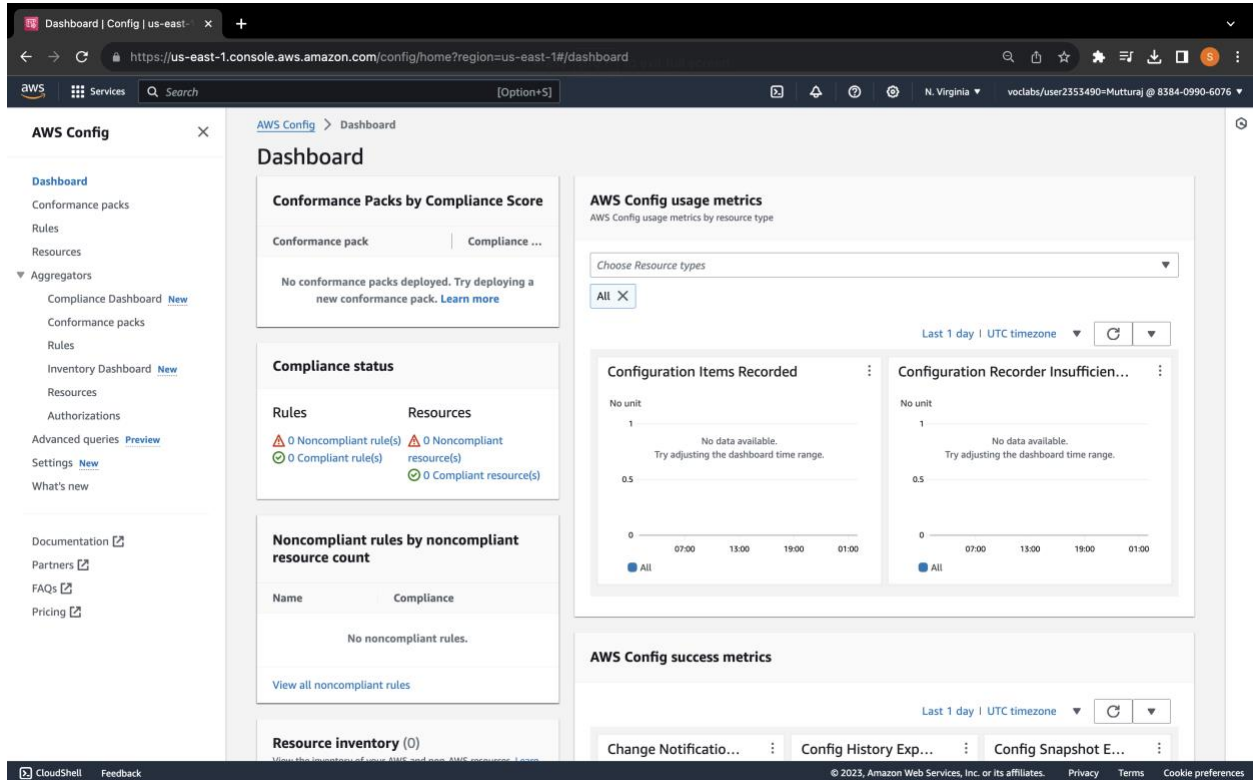 Dashboard | Config | us-east-
https://us-east-1.console.aws.amazon.com/config/home?region=us-east-1#/dashboard
S
aws
Services
Search
[Option+S]
N. Virginia
voclabs/user2353490=Mutturaj @ 8384-0990-6076
AWS Config
Dashboard
Conformance packs
Rules
Resources
Aggregators
Compliance Dashboard New
Conformance packs
Rules
Inventory Dashboard New
Resources
Authorizations
Advanced queries Preview
Settings New
What's new
Documentation
Partners
FAQs
Pricing
AWS Config > Dashboard
Dashboard
Conformance Packs by Compliance Score
Conformance pack
Compliance ...
No conformance packs deployed. Try deploying a
new conformance pack. Learn more
Compliance status
Rules
0 Noncompliant rule(s)
0 Compliant rule(s)
Resources
0 Noncompliant
resource(s)
0 Compliant resource(s)
Noncompliant rules by noncompliant
resource count
Name
Compliance
No noncompliant rules.
View all noncompliant rules
Resource inventory (0)
View the inventory of your AWS and non-AWS resources. Learn
AWS Config usage metrics
AWS Config usage metrics by resource type
Choose Resource types
All
Last 1 day | UTC timezone
Configuration Items Recorded
No unit
1
No data available.
Try adjusting the dashboard time range.
0.5
0
07:00 13:00 19:00 01:00
All
Configuration Recorder Insufficien...
No unit
1
No data available.
Try adjusting the dashboard time range.
0.5
0
07:00 13:00 19:00 01:00
All
AWS Config success metrics
Last 1 day | UTC timezone
Change Notificatio...
Config History Exp...
Config Snapshot E...
CloudShell
Feedback
© 2023, Amazon Web Services, Inc. or its affiliates.
Privacy
Terms
Cookie preferences